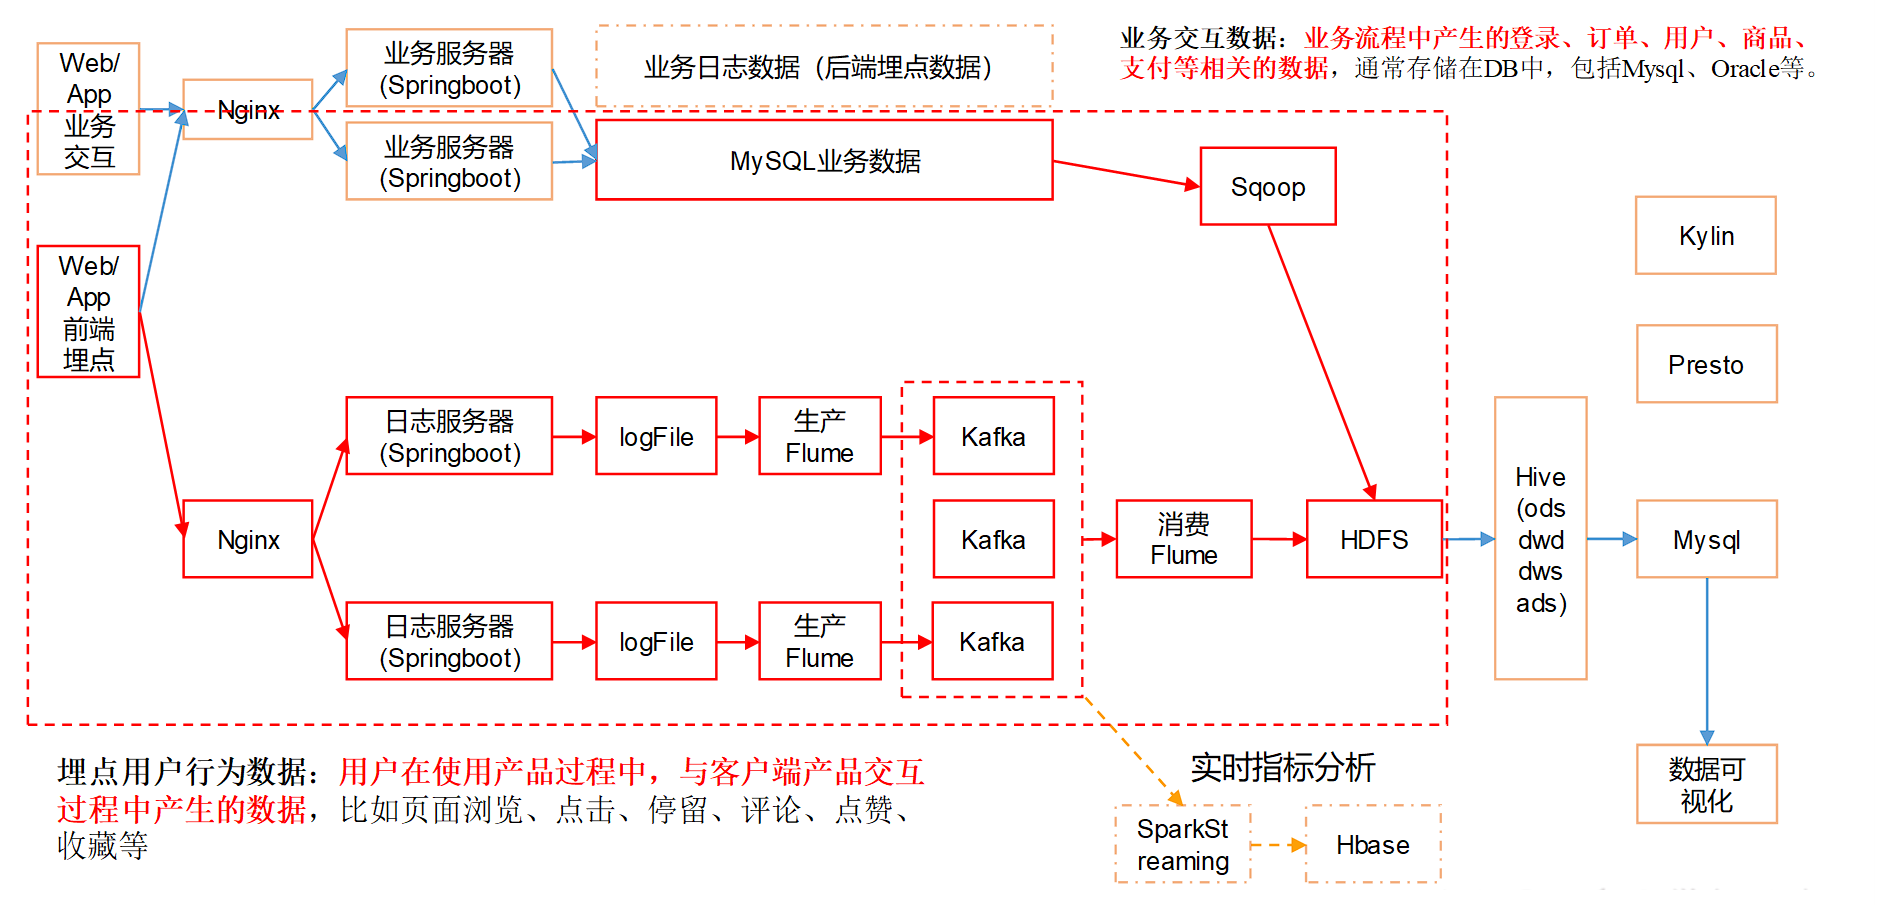 Web/
App
业务
交互
Nginx
业务服务器
(Springboot)
业务服务器
(Springboot)
业务日志数据（后端埋点数据）
MySQL业务数据
业务交互数据：业务流程中产生的登录、订单、用户、商品、
支付等相关的数据，通常存储在DB中，包括Mysql、Oracle等。
Sqoop
Kylin
Presto
Web/
App
前端
埋点
Nginx
日志服务器
(Springboot)
logFile
生产
Flume
Kafka
Kafka
日志服务器
(Springboot)
logFile
生产
Flume
Kafka
消费
Flume
HDFS
Hive
(ods
dwd
dws
ads)
Mysql
数据可
视化
埋点用户行为数据：用户在使用产品过程中，与客户端产品交互
过程中产生的数据，比如页面浏览、点击、停留、评论、点赞、
收藏等
实时指标分析
SparkSt
reaming
Hbase